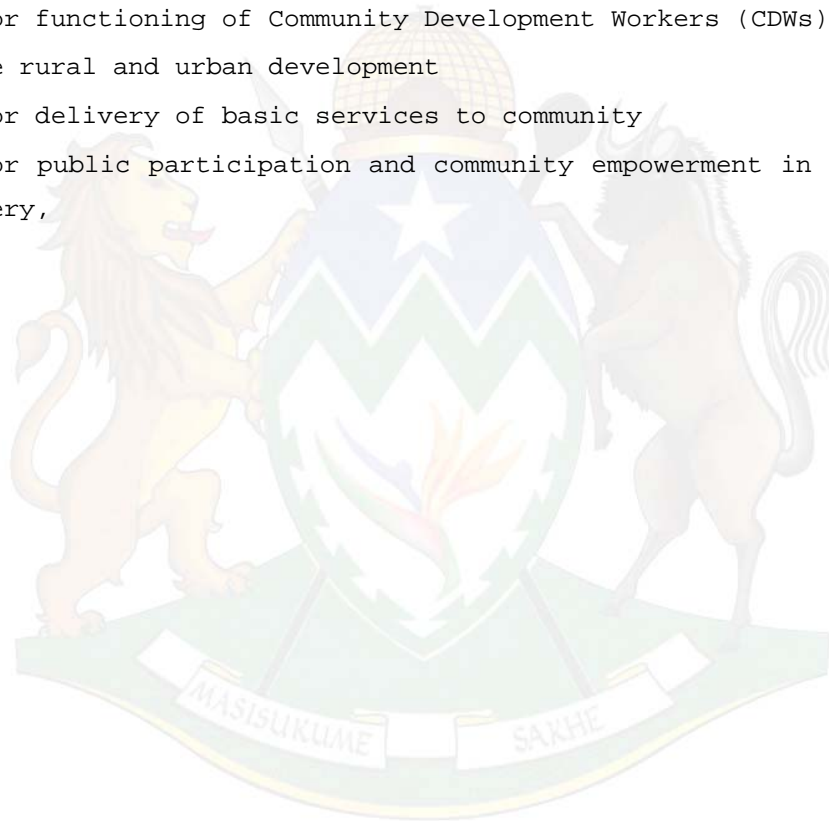 or functioning of Community Development Workers (CDWs)
e rural and urban development
or delivery of basic services to community
or public participation and community empowerment in
ery,
MASISUKUME SAKHE